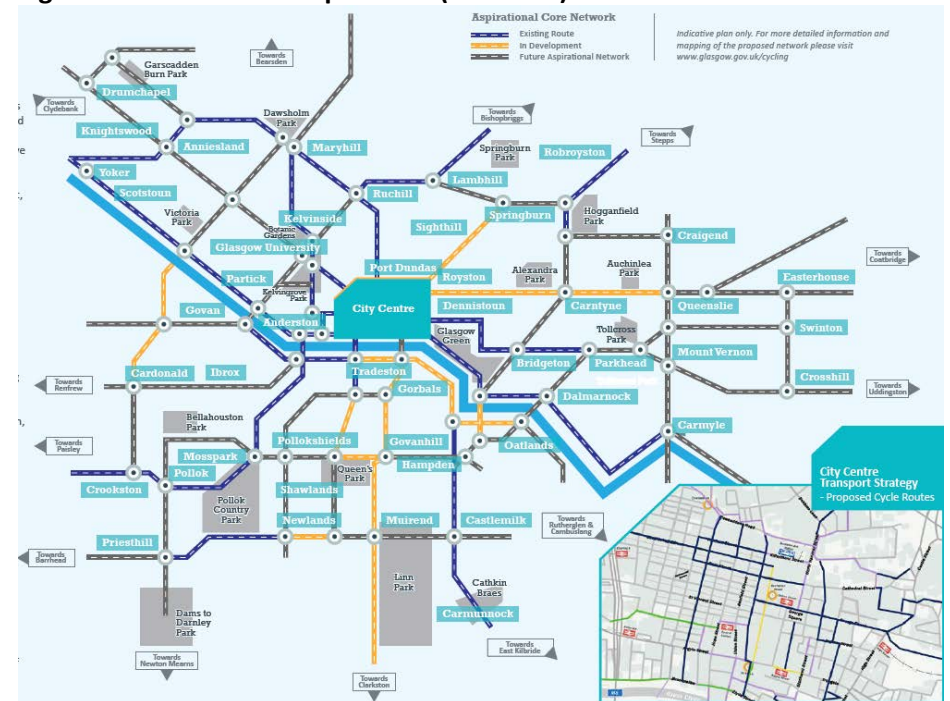 Aspirational Core Network
Existing Route
In Development
Future Aspirational Network
Indicative plan only. For more detailed information and
mapping of the proposed network please visit
www.glasgow.gov.uk/cycling
Towards
Bearsden
Garscadden
Burn Park
Drumchapel
Towards
Clydebank
Dawsholm
Park
Knightswood
Anniesland
Maryhill
Towards
Bishopbriggs
Towards
Stepps
Springburn
Park
Robroyston
Yoker
Scotstoun
Lambhill
Ruchill
Springburn
Hogganfield
Park
Victoria
Park
Kelvinside
Botanic
Gardens
Sighthill
Craigend
Glasgow University
Port Dundas
Royston
Alexandra
Park
Auchinlea
Park
Towards
Coatbridge
Easterhouse
Partick
Kelvingrove
Park
City Centre
Dennistoun
Carntyne
Queenslie
Govan
Anderston
Glasgow
Green
Tollcross
Park
Swinton
Cardonald
Ibrox
Tradeston
Bridgeton
Parkhead
Mount Vernon
Towards
Renfrew
Gorbals
Dalmarnock
Crosshill
Towards
Uddingston
Bellahouston
Park
Pollokshields
Govanhill
Oatlands
Carmyle
Towards
Paisley
Mosspark
Pollok
Queen's
Park
Hampden
Crookston
Pollok
Country
Park
Shawlands
City Centre
Transport Strategy
- Proposed Cycle Routes
Newlands
Muirend
Castlemilk
Towards
Rutherglen &
Cambuslang
Priesthill
Towards
Barrhead
Linn
Park
Cathkin
Braes
Carmunnock
Dams to
Darnley
Park
Towards
Newton Mearns
Towards
East Kilbride
Towards
Clarkston